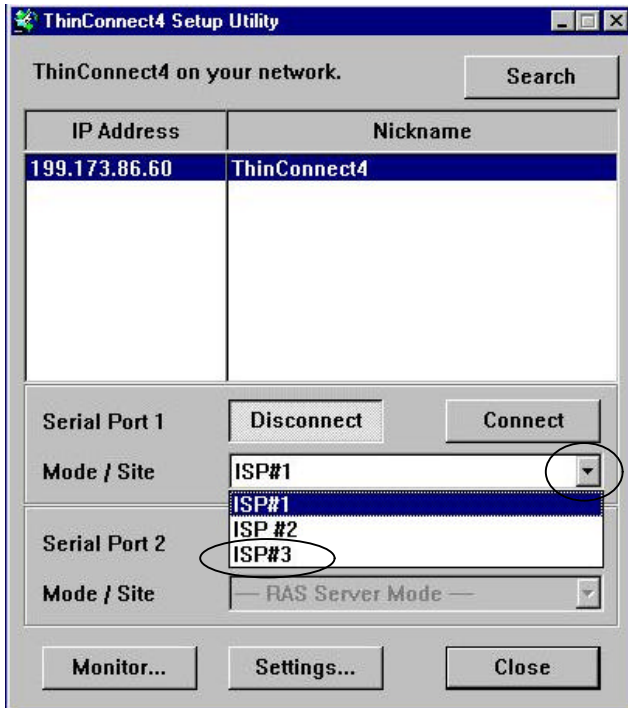 ThinConnect4 Setup Utility
ThinConnect4 on your network.
Search
IP Address Nickname
199.173.86.60 ThinConnect4
Serial Port 1 Disconnect Connect
Mode / Site ISP#1
ISP#1
ISP #2
Serial Port 2 ISP#3
Mode / Site — RAS Server Mode —
Monitor... Settings... Close